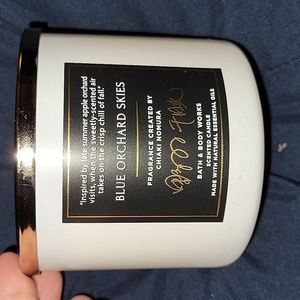 "Inspired by late summer apple orchard
visits, when the sweetly-scented air
takes on the crisp chill of fall."
BLUE ORCHARD SKIES
FRAGRANCE CREATED BY
CHIAKI NOMURA
BATH & BODY WORKS
SCENTED CANDLE
MADE WITH NATURAL ESSENTIAL OILS